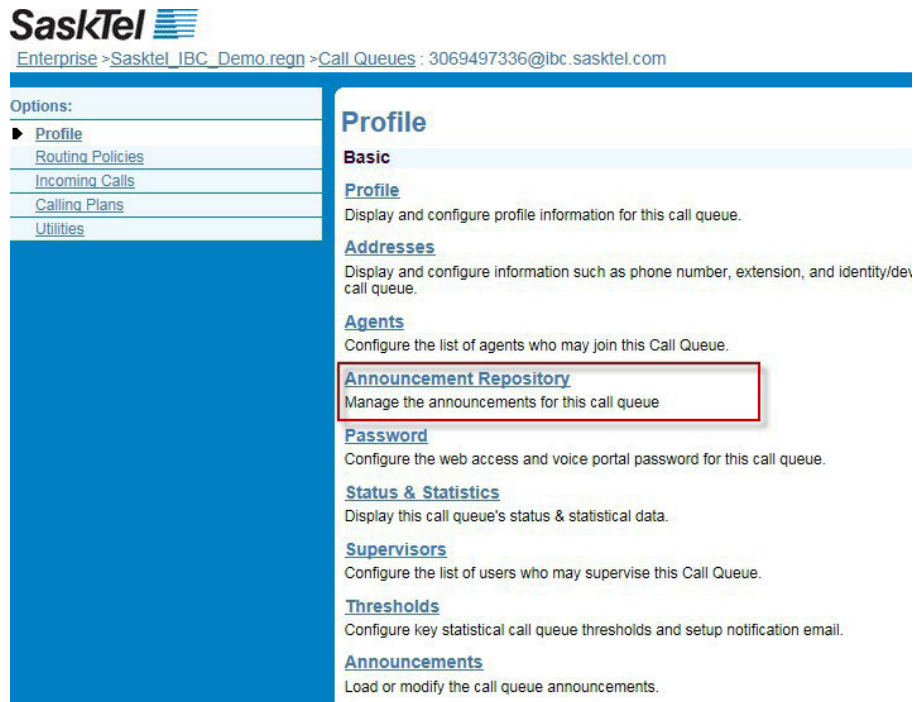 SaskTel
Enterprise >Sasktel_IBC_Demo.regn >Call Queues : 3069497336@ibc.sasktel.com
Options:
Profile
Routing Policies
Incoming Calls
Calling Plans
Utilities
Profile
Basic
Profile
Display and configure profile information for this call queue.
Addresses
Display and configure information such as phone number, extension, and identity/dev
call queue.
Agents
Configure the list of agents who may join this Call Queue.
Announcement Repository
Manage the announcements for this call queue
Password
Configure the web access and voice portal password for this call queue.
Status & Statistics
Display this call queue's status & statistical data.
Supervisors
Configure the list of users who may supervise this Call Queue.
Thresholds
Configure key statistical call queue thresholds and setup notification email.
Announcements
Load or modify the call queue announcements.